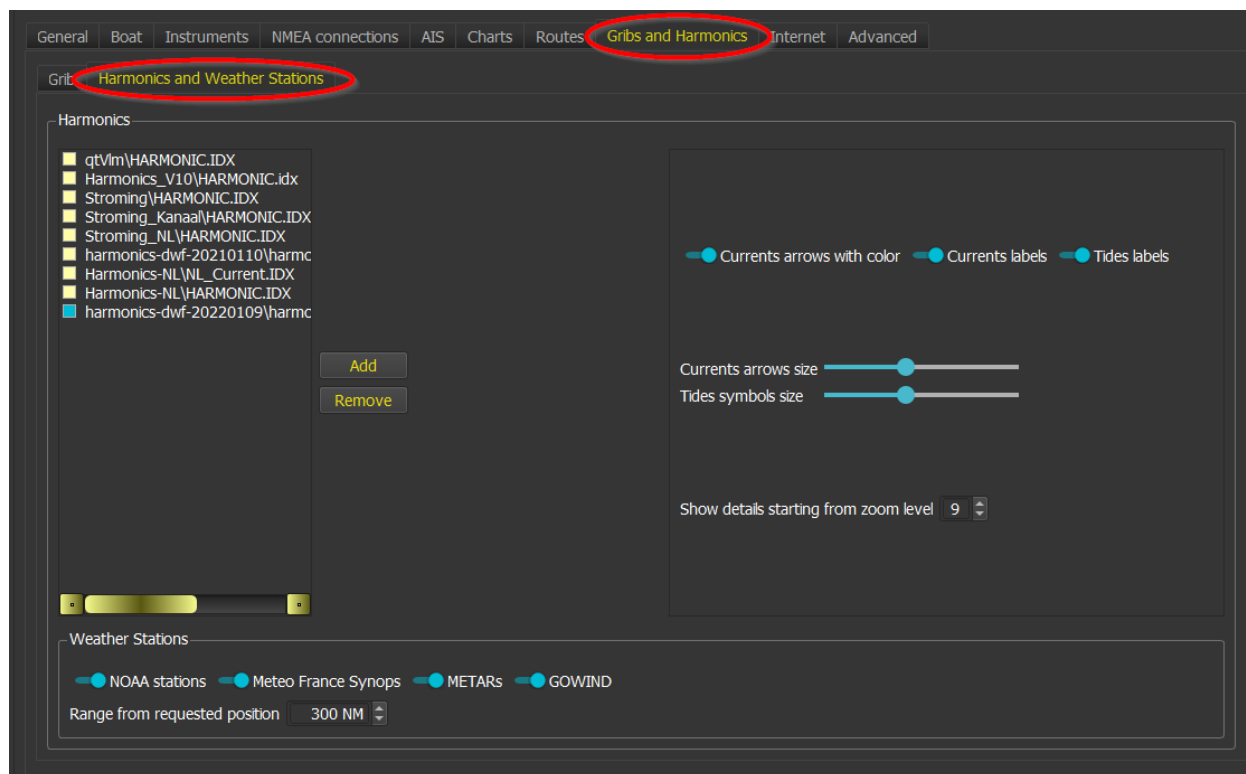 General Boat Instruments NMEA connections AIS Charts Routes Gribs and Harmonics Internet Advanced
Grib Harmonics and Weather Stations
Harmonics
qtVlm\HARMONIC.IDX
Harmonics_V10\HARMONIC.idx
Stroming\HARMONIC.IDX
Stroming_Kanaal\HARMONIC.IDX
Stroming_NL\HARMONIC.IDX
harmonics-dwf-20210110\harmc
Harmonics-NL\NL_Current.IDX
Harmonics-NL\HARMONIC.IDX
harmonics-dwf-20220109\harmc
Add
Remove
Currents arrows with color Currents labels Tides labels
Currents arrows size
Tides symbols size
Show details starting from zoom level 9
Weather Stations
NOAA stations Meteo France Synops METARs GOWIND
Range from requested position 300 NM